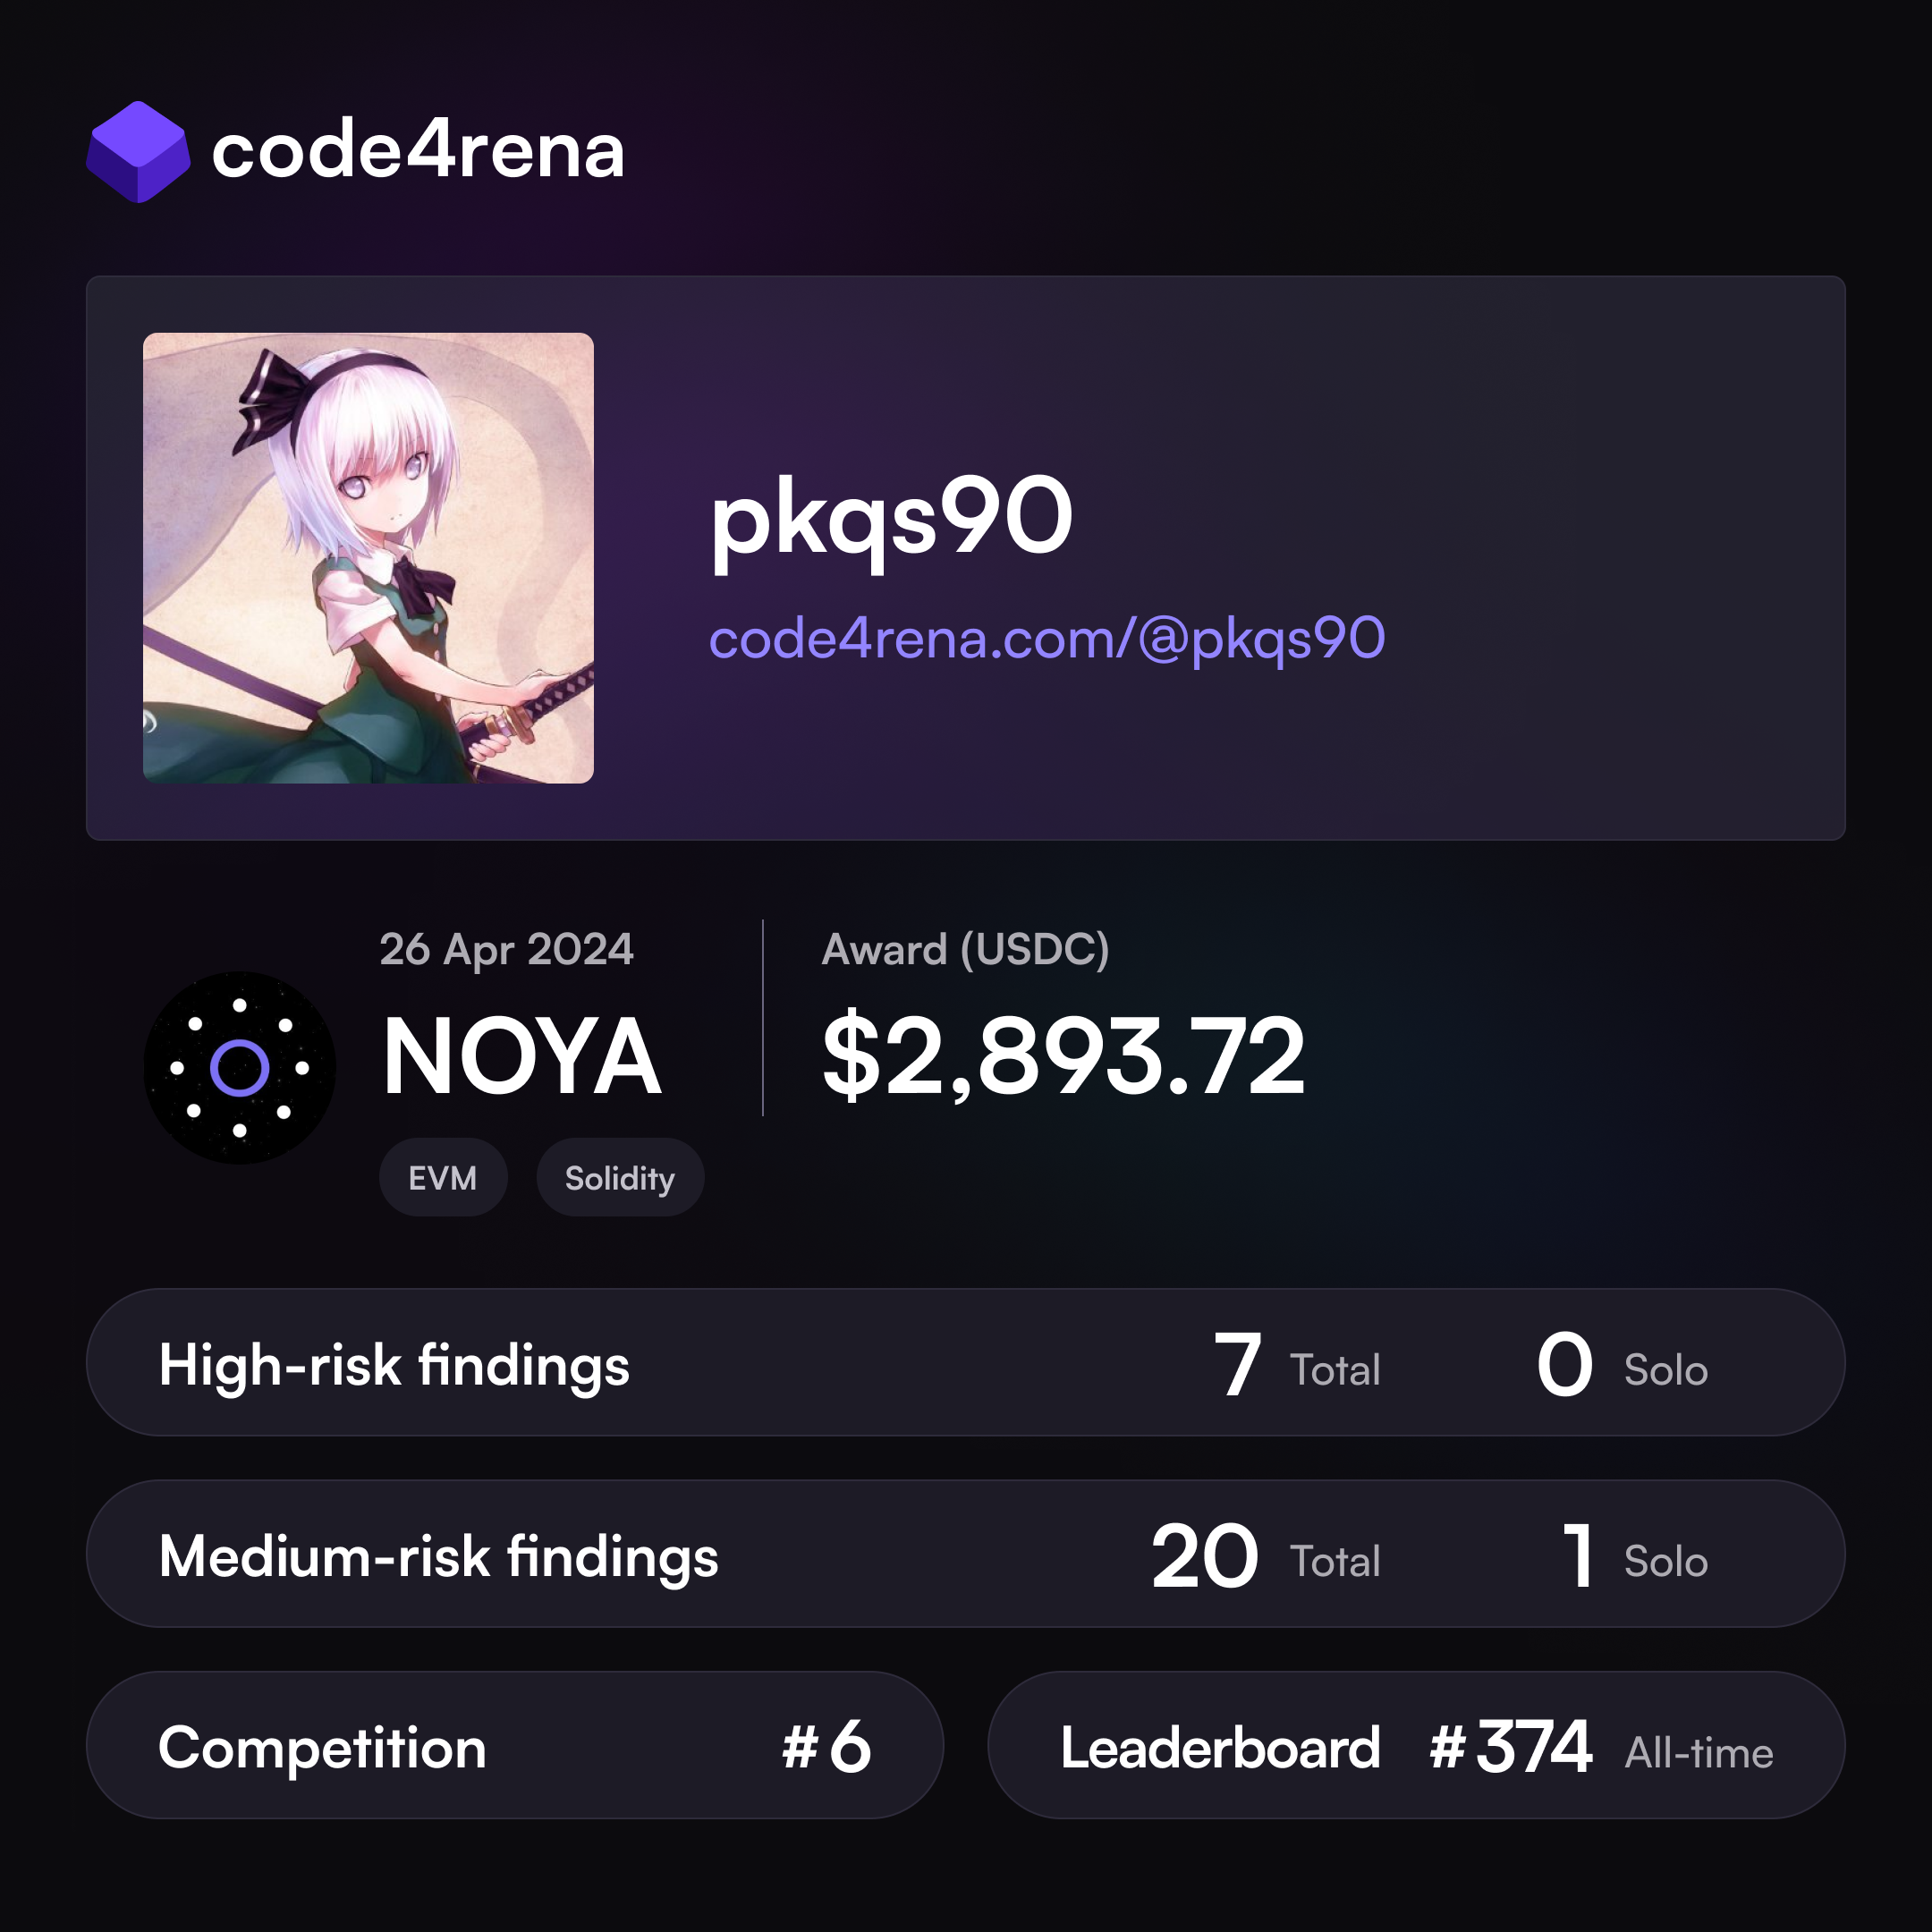 code4rena
pkqs90
code4rena.com/@pkqs90
26 Apr 2024
NOYA
EVM Solidity
Award (USDC)
$2,893.72
High-risk findings 7 Total 0 Solo
Medium-risk findings 20 Total 1 Solo
Competition #6
Leaderboard #374 All-time